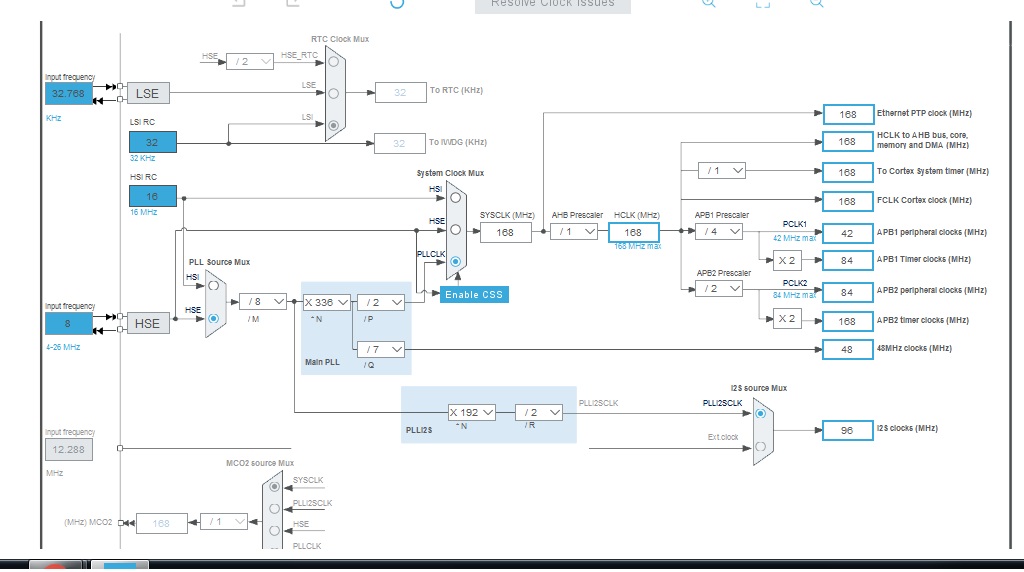 Resolve Clock Issues
RTC Clock Mux
HSE
/ 2
HSE_RTC
Input frequency
32.768
KHz
LSE
LSE
32
To RTC (KHz)
LSI RC
LSI
32
32 KHz
32
To IWDG (KHz)
HSI RC
16
16 MHz
System Clock Mux
HSI
HSE
PLLCLK
SYSCLK (MHz)
168
AHB Prescaler
/ 1
HCLK (MHz)
168
168 MHz max
Enable CSS
168
Ethernet PTP clock (MHz)
168
HCLK to AHB bus, core,
memory and DMA (MHz)
/ 1
168
To Cortex System timer (MHz)
168
FCLK Cortex clock (MHz)
APB1 Prescaler
/ 4
PCLK1
42 MHz max
42
APB1 peripheral clocks (MHz)
X 2
84
APB1 Timer clocks (MHz)
APB2 Prescaler
/ 2
PCLK2
84 MHz max
84
APB2 peripheral clocks (MHz)
X 2
168
APB2 timer clocks (MHz)
48
48MHz clocks (MHz)
PLL Source Mux
HSI
HSE
Input frequency
8
4-26 MHz
HSE
/ 8
/ M
X 336
* N
/ 2
/ P
/ 7
/ Q
Main PLL
X 192
* N
/ 2
/ R
PLLI2S
PLLI2SCLK
I2S source Mux
PLLI2SCLK
Ext.clock
96
I2S clocks (MHz)
Input frequency
12.288
MHz
MCO2 source Mux
SYSCLK
PLLI2SCLK
HSE
PLLCLK
(MHz) MCO2
168
/ 1